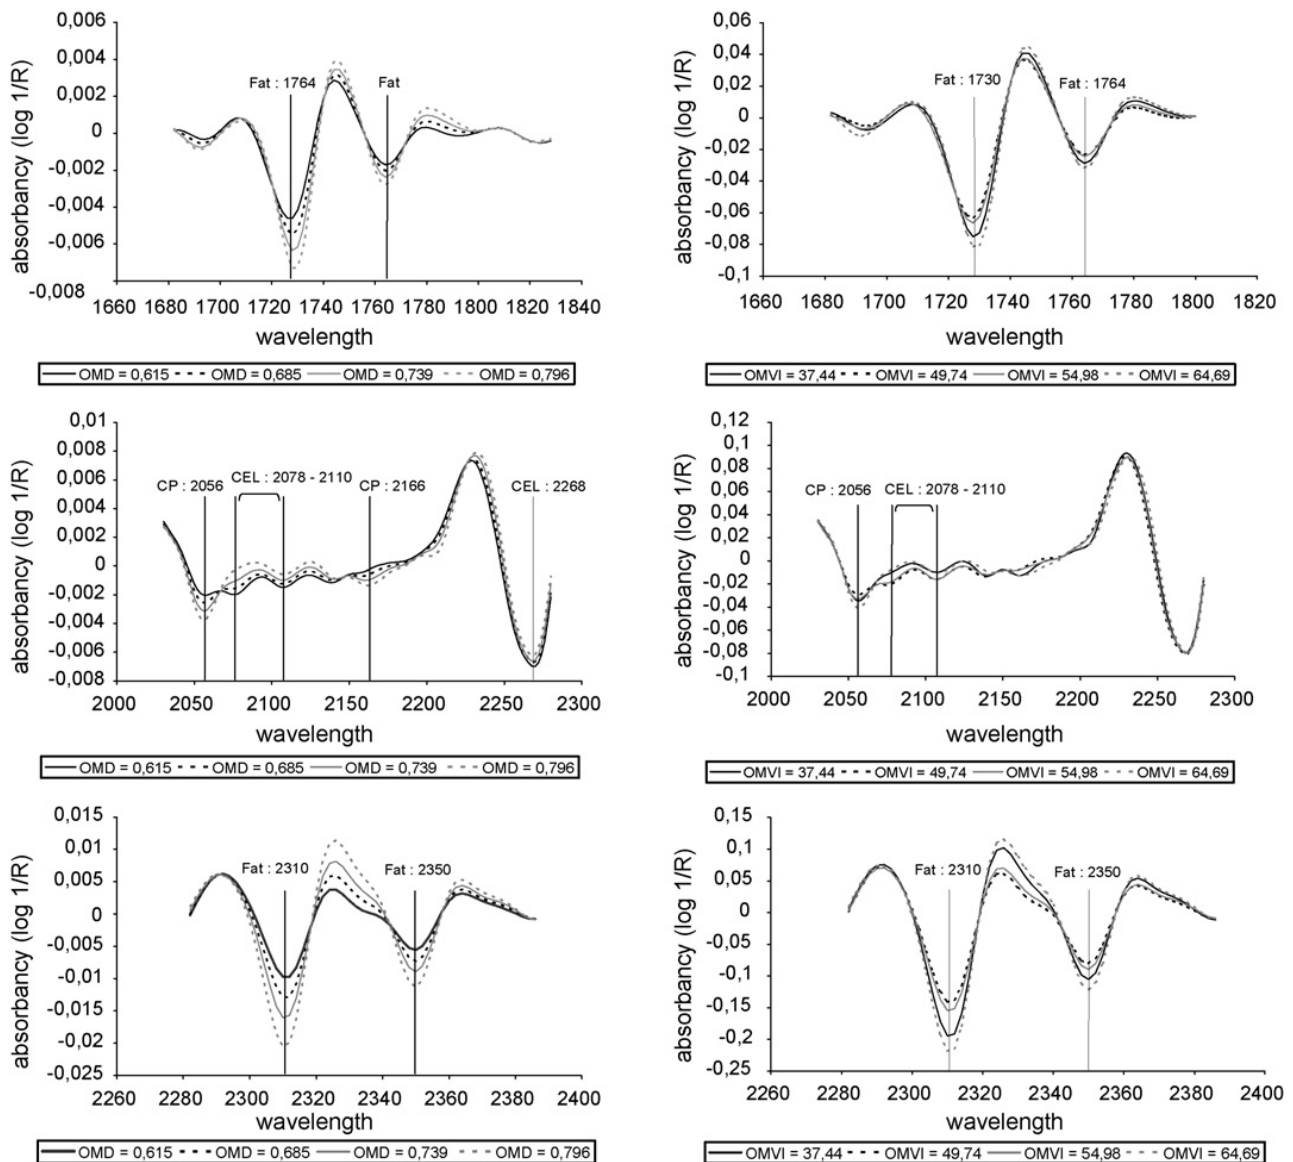 0,006
0,004
0,002
0
-0,002
-0,004
-0,006
-0,008
absorbancy (log 1/R)
Fat : 1764
Fat
1660 1680 1700 1720 1740 1760 1780 1800 1820 1840
wavelength
OMD = 0,615 OMD = 0,685 OMD = 0,739 OMD = 0,796
0,06
0,04
0,02
0
-0,02
-0,04
-0,06
-0,08
-0,1
absorbancy (log 1/R)
Fat : 1730
Fat : 1764
1660 1680 1700 1720 1740 1760 1780 1800 1820
wavelength
OMVI = 37,44 OMVI = 49,74 OMVI = 54,98 OMVI = 64,69
0,01
0,008
0,006
0,004
0,002
0
-0,002
-0,004
-0,006
-0,008
absorbancy (log 1/R)
CP : 2056
CEL : 2078 - 2110
CP : 2166
CEL : 2268
2000 2050 2100 2150 2200 2250 2300
wavelength
OMD = 0,615 OMD = 0,685 OMD = 0,739 OMD = 0,796
0,12
0,1
0,08
0,06
0,04
0,02
0
-0,02
-0,04
-0,06
-0,08
-0,1
absorbancy (log 1/R)
CP : 2056
CEL : 2078 - 2110
2000 2050 2100 2150 2200 2250 2300
wavelength
OMVI = 37,44 OMVI = 49,74 OMVI = 54,98 OMVI = 64,69
0,015
0,01
0,005
0
-0,005
-0,01
-0,015
-0,02
-0,025
absorbancy (log 1/R)
Fat : 2310
Fat : 2350
2260 2280 2300 2320 2340 2360 2380 2400
wavelength
OMD = 0,615 OMD = 0,685 OMD = 0,739 OMD = 0,796
0,15
0,1
0,05
0
-0,05
-0,1
-0,15
-0,2
-0,25
absorbancy (log 1/R)
Fat : 2310
Fat : 2350
2260 2280 2300 2320 2340 2360 2380 2400
wavelength
OMVI = 37,44 OMVI = 49,74 OMVI = 54,98 OMVI = 64,69